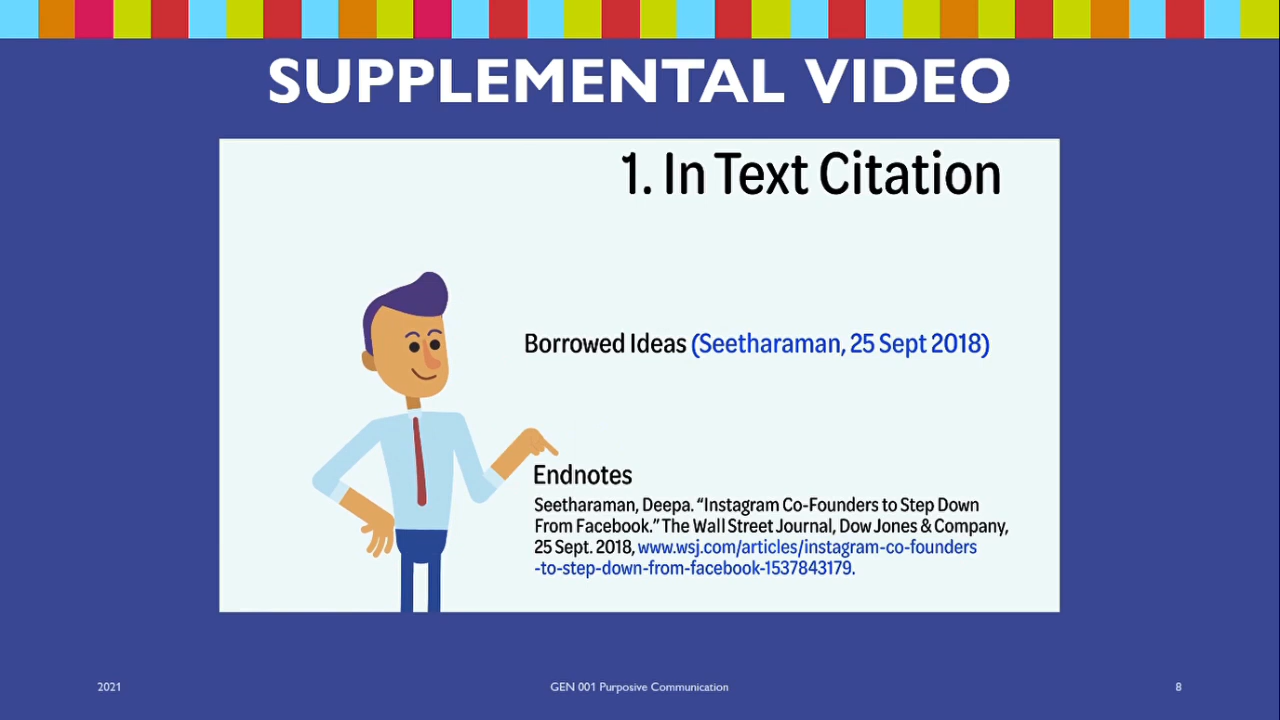 SUPPLEMENTAL VIDEO
1. In Text Citation
Borrowed Ideas (Seetharaman, 25 Sept 2018)
Endnotes
Seetharaman, Deepa. “Instagram Co-Founders to Step Down
From Facebook.” The Wall Street Journal, Dow Jones & Company,
25 Sept. 2018, www.wsj.com/articles/instagram-co-founders
-to-step-down-from-facebook-1537843179.
2021
GEN 001 Purposive Communication
8